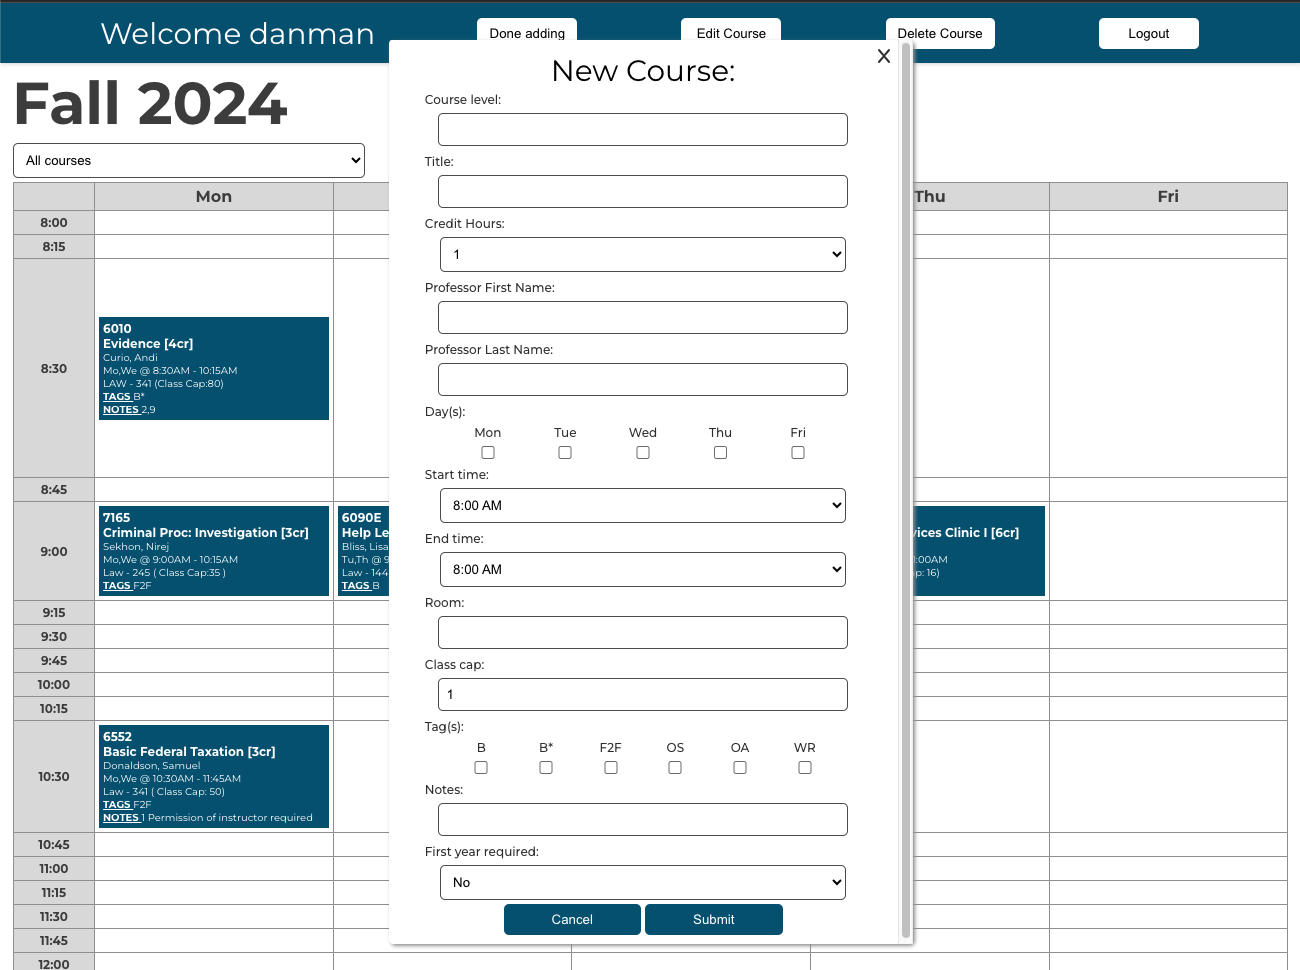 Welcome danman
Done adding
Edit Course
Delete Course
Logout
Fall 2024
All courses
Mon
Thu
Fri
8:00
8:15
8:30
6010
Evidence [4cr]
Curio, Andi
Mo,We @ 8:30AM - 10:15AM
LAW - 341 (Class Cap:80)
TAGS B*
NOTES 2,9
8:45
9:00
7165
Criminal Proc: Investigation [3cr]
Sekhon, Nirej
Mo,We @ 9:00AM - 10:15AM
Law - 245 ( Class Cap:35 )
TAGS F2F
6090E
Help Le
Bliss, Lisa
Tu,Th @ 9
Law - 144
TAGS B
vices Clinic I [6cr]
1:00AM
p: 16)
9:15
9:30
9:45
10:00
10:15
10:30
6552
Basic Federal Taxation [3cr]
Donaldson, Samuel
Mo,We @ 10:30AM - 11:45AM
Law - 341 ( Class Cap: 50)
TAGS F2F
NOTES 1 Permission of instructor required
10:45
11:00
11:15
11:30
11:45
12:00
X
New Course:
Course level:
Title:
Credit Hours:
1
Professor First Name:
Professor Last Name:
Day(s):
Mon Tue Wed Thu Fri
Start time:
8:00 AM
End time:
8:00 AM
Room:
Class cap:
1
Tag(s):
B B* F2F OS OA WR
Notes:
First year required:
No
Cancel
Submit